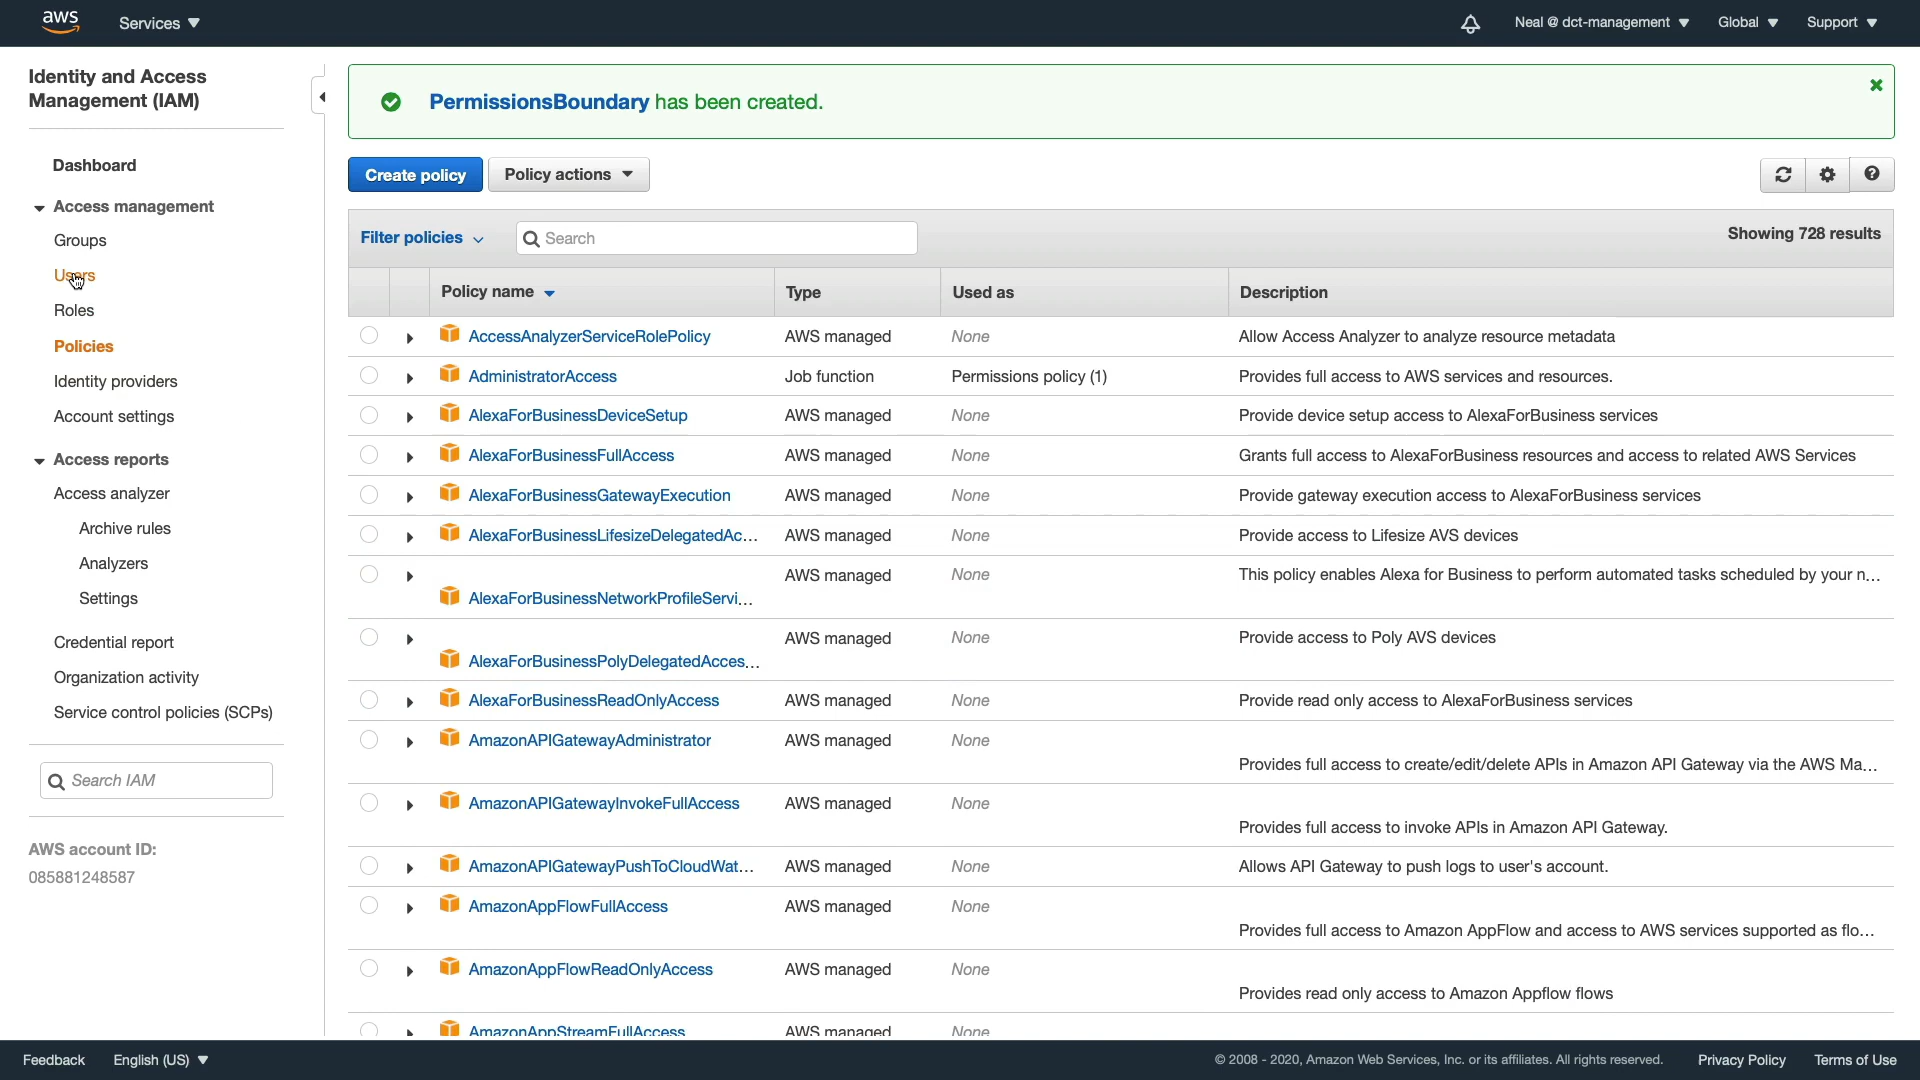 aws Services Neal @ dct-management Global Support
Identity and Access
Management (IAM)
Dashboard
Access management
Groups
Users
Roles
Policies
Identity providers
Account settings
Access reports
Access analyzer
Archive rules
Analyzers
Settings
Credential report
Organization activity
Service control policies (SCPs)
Search IAM
AWS account ID:
085881248587
PermissionsBoundary has been created.
Create policy Policy actions
Filter policies Search Showing 728 results
Policy name Type Used as Description
AccessAnalyzerServiceRolePolicy AWS managed None Allow Access Analyzer to analyze resource metadata
AdministratorAccess Job function Permissions policy (1) Provides full access to AWS services and resources.
AlexaForBusinessDeviceSetup AWS managed None Provide device setup access to AlexaForBusiness services
AlexaForBusinessFullAccess AWS managed None Grants full access to AlexaForBusiness resources and access to related AWS Services
AlexaForBusinessGatewayExecution AWS managed None Provide gateway execution access to AlexaForBusiness services
AlexaForBusinessLifesizeDelegatedAc... AWS managed None Provide access to Lifesize AVS devices
AWS managed None This policy enables Alexa for Business to perform automated tasks scheduled by your n...
AlexaForBusinessNetworkProfileServi...
AWS managed None Provide access to Poly AVS devices
AlexaForBusinessPolyDelegatedAcces...
AlexaForBusinessReadOnlyAccess AWS managed None Provide read only access to AlexaForBusiness services
AmazonAPIGatewayAdministrator AWS managed None
Provides full access to create/edit/delete APIs in Amazon API Gateway via the AWS Ma...
AmazonAPIGatewayInvokeFullAccess AWS managed None
Provides full access to invoke APIs in Amazon API Gateway.
AmazonAPIGatewayPushToCloudWat... AWS managed None Allows API Gateway to push logs to user's account.
AmazonAppFlowFullAccess AWS managed None
Provides full access to Amazon AppFlow and access to AWS services supported as flo...
AmazonAppFlowReadOnlyAccess AWS managed None
Provides read only access to Amazon Appflow flows
AmazonAppStreamFullAccess AWS managed None
Feedback English (US) © 2008 - 2020, Amazon Web Services, Inc. or its affiliates. All rights reserved. Privacy Policy Terms of Use